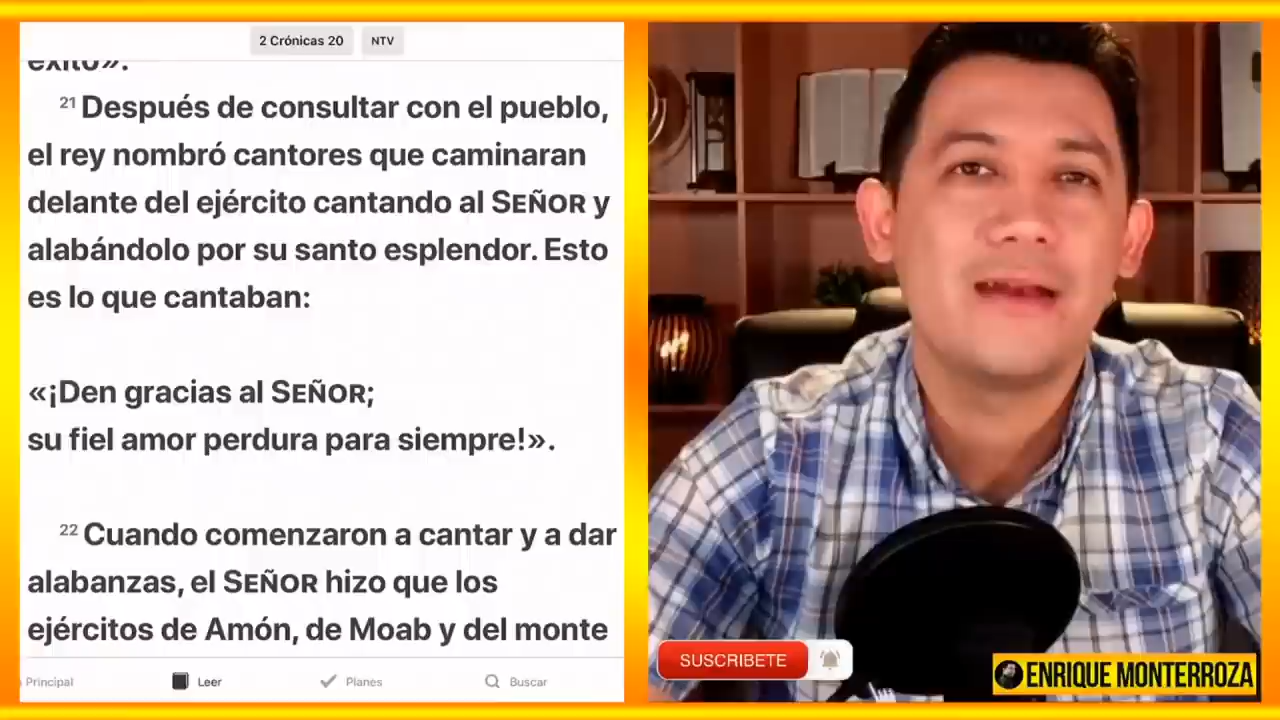 2 Crónicas 20 NTV
éxito».
21 Después de consultar con el pueblo,
el rey nombró cantores que caminaran
delante del ejército cantando al SEÑOR y
alabándolo por su santo esplendor. Esto
es lo que cantaban:
«¡Den gracias al SEÑOR;
su fiel amor perdura para siempre!».
22 Cuando comenzaron a cantar y a dar
alabanzas, el SEÑOR hizo que los
ejércitos de Amón, de Moab y del monte
Principal Leer Planes Buscar
SUSCRIBETE
ENRIQUE MONTERROZA